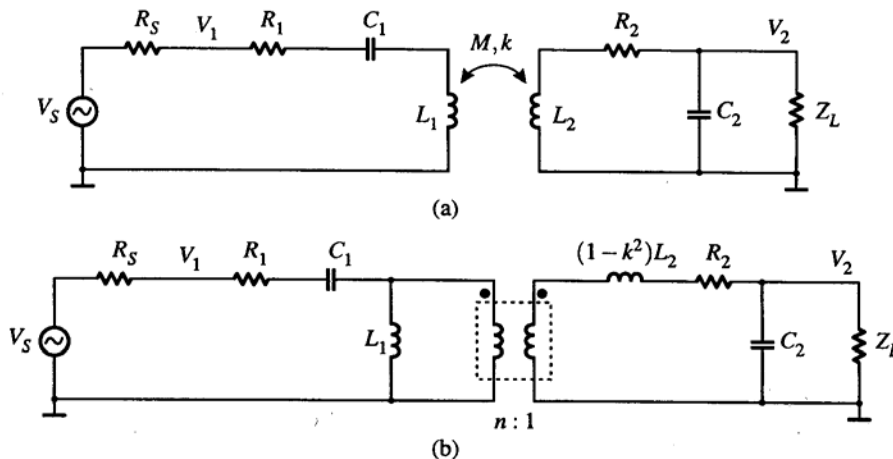 R_S V_1 R_1 C_1
M, k
R_2 V_2
V_S L_1 L_2 C_2 Z_L
(a)
R_S V_1 R_1 C_1 (1 − k²)L_2 R_2 V_2
V_S L_1 C_2 Z_L
n : 1
(b)